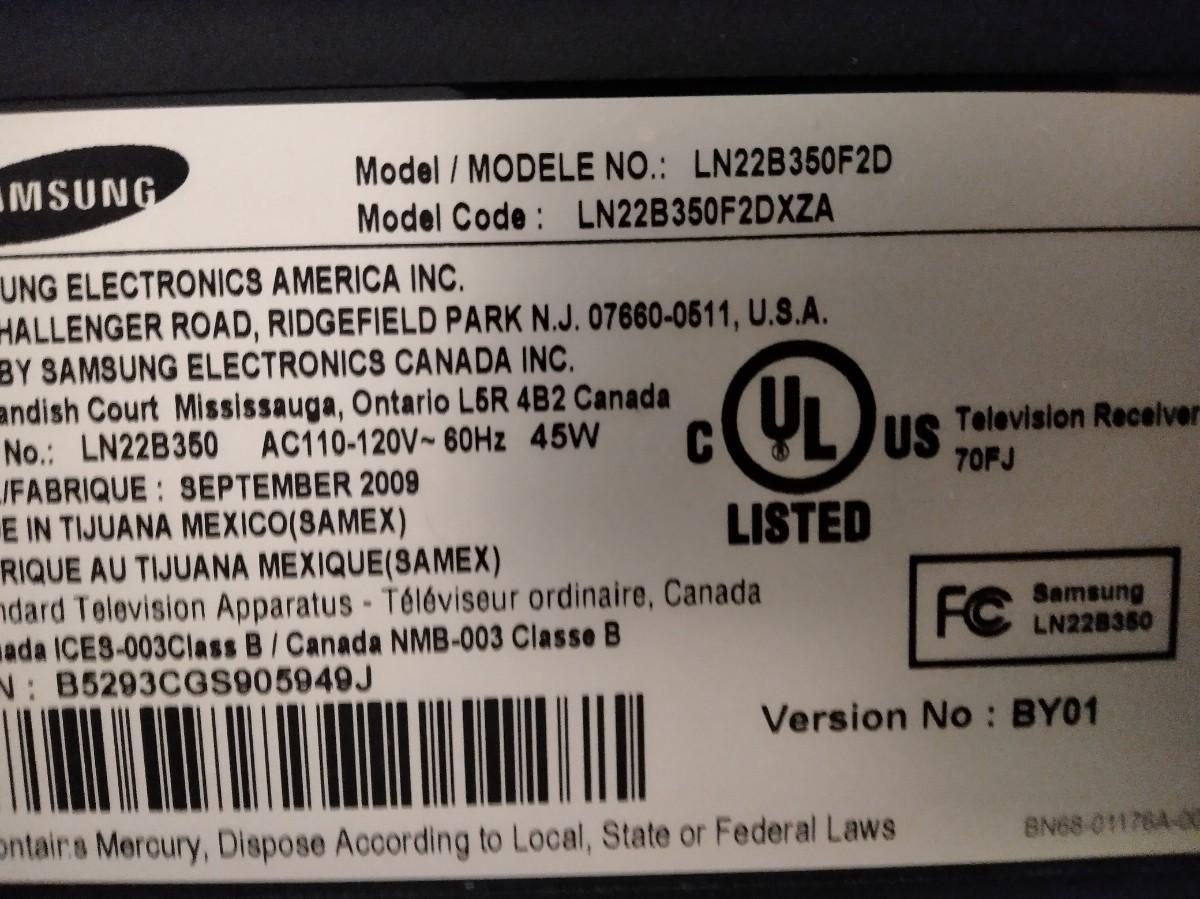 AMSUNG
Model / MODELE NO.: LN22B350F2D
Model Code : LN22B350F2DXZA
UNG ELECTRONICS AMERICA INC.
HALLENGER ROAD, RIDGEFIELD PARK N.J. 07660-0511, U.S.A.
BY SAMSUNG ELECTRONICS CANADA INC.
andish Court Mississauga, Ontario L5R 4B2 Canada
No.: LN22B350 AC110-120V~ 60Hz 45W
C UL ® US
LISTED
Television Receiver
70FJ
/FABRIQUE : SEPTEMBER 2009
E IN TIJUANA MEXICO(SAMEX)
RIQUE AU TIJUANA MEXIQUE(SAMEX)
ndard Television Apparatus - Téléviseur ordinaire, Canada
ada ICES-003Class B / Canada NMB-003 Classe B
N : B5293CGS905949J
FC Samsung
LN22B350
Version No : BY01
ontains Mercury, Dispose According to Local, State or Federal Laws
BN68-01176A-00